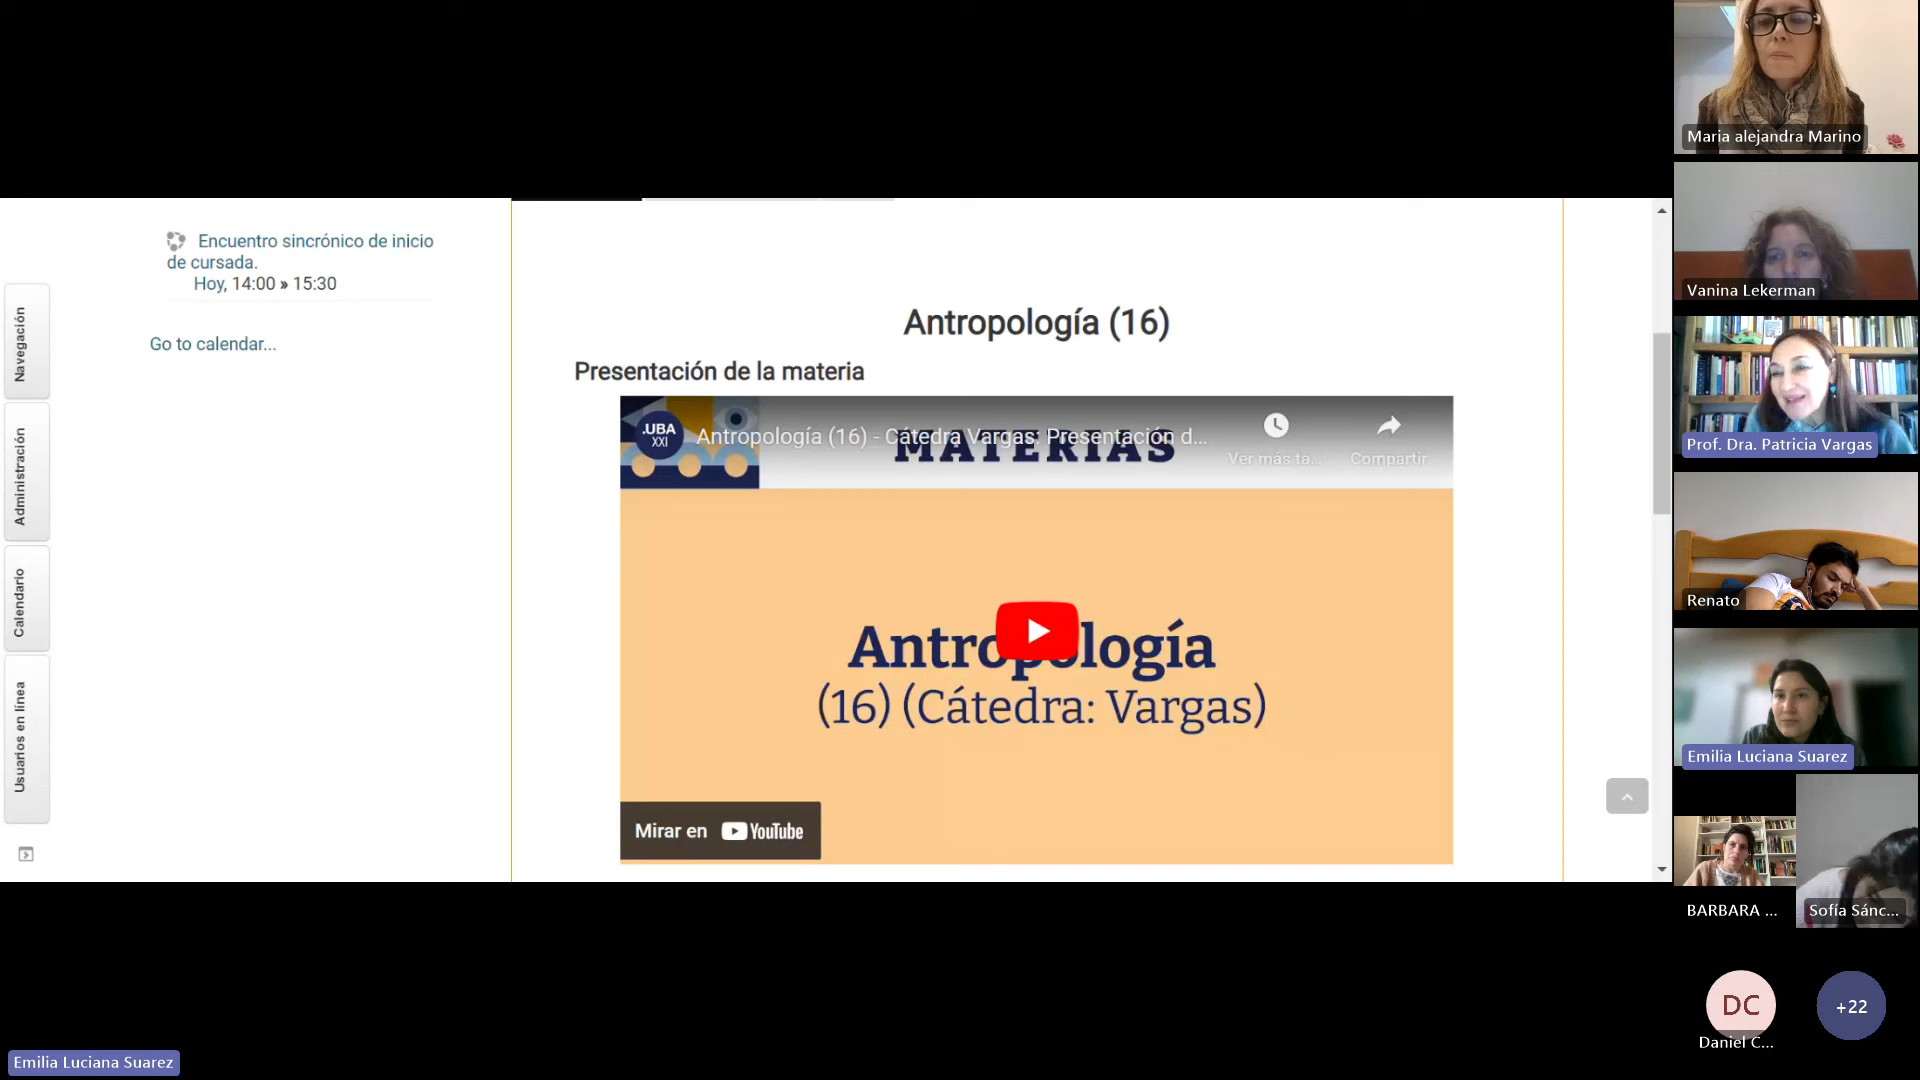 Encuentro sincrónico de inicio
de cursada.
Hoy, 14:00 » 15:30
Go to calendar...
Navegación
Administración
Calendario
Usuarios en línea
Antropología (16)
Presentación de la materia
.UBA
XXI
Antropología (16) - Cátedra Vargas: Presentación d...
MATERIAS
Ver más ta...
Compartir
Antropología
(16) (Cátedra: Vargas)
Mirar en YouTube
Maria alejandra Marino
Vanina Lekerman
Prof. Dra. Patricia Vargas
Renato
Emilia Luciana Suarez
BARBARA ...
Sofía Sánc...
DC
Daniel C...
+22
Emilia Luciana Suarez